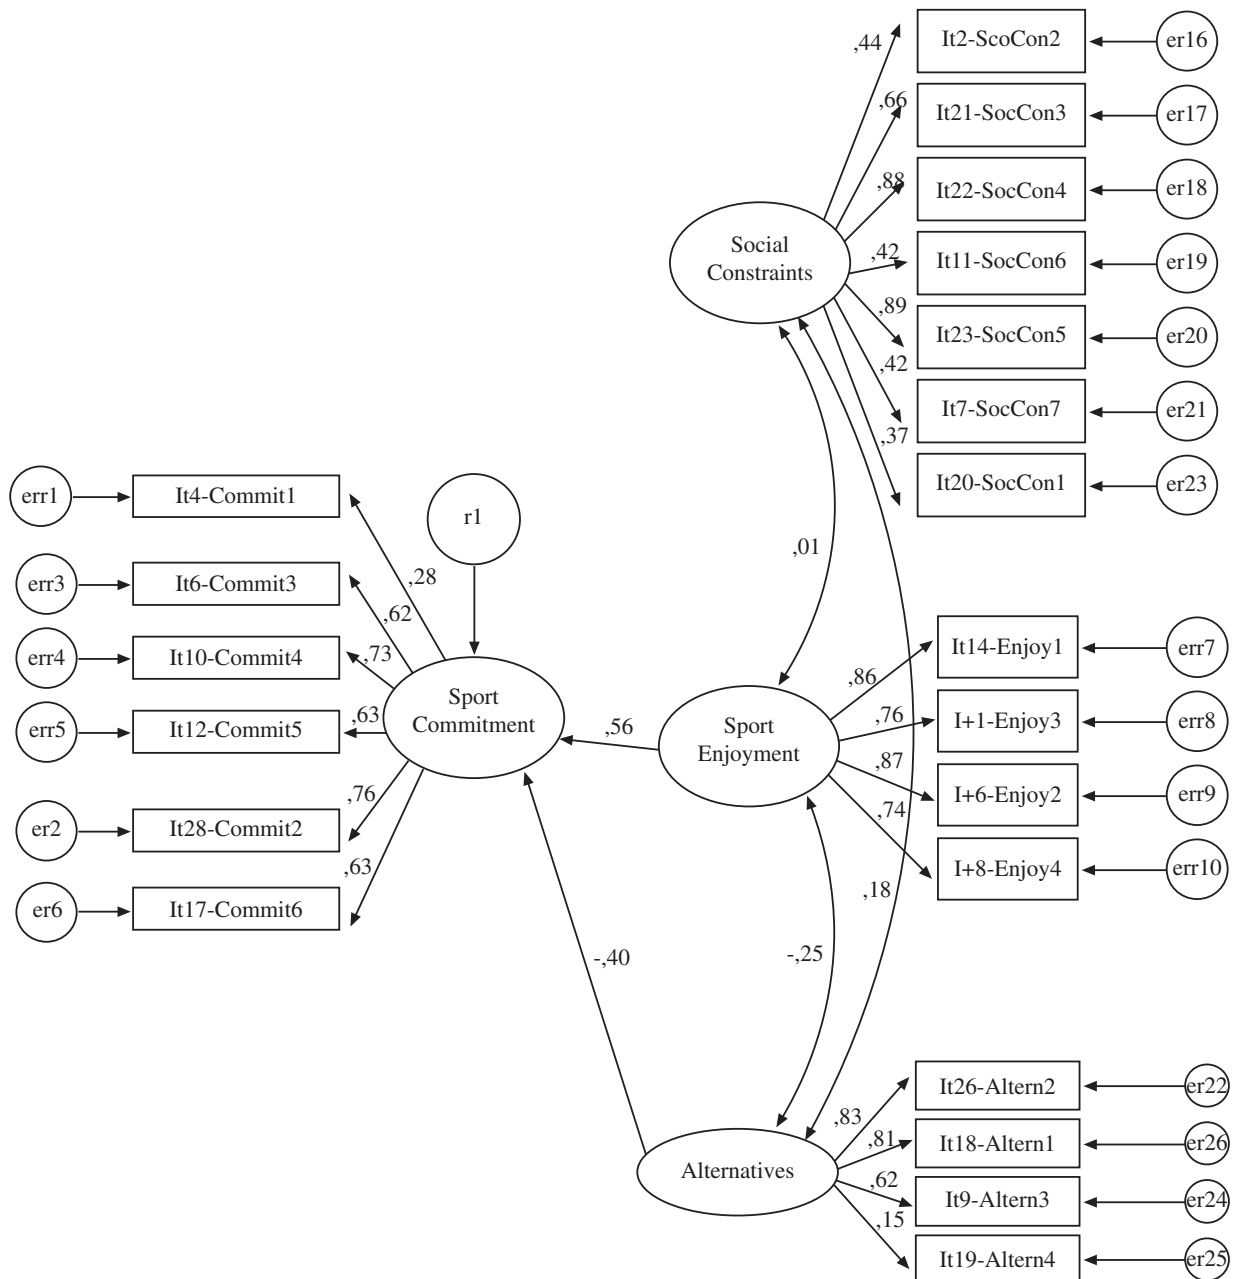 ,44
It2-ScoCon2
er16
,66
It21-SocCon3
er17
,88
It22-SocCon4
er18
Social
Constraints
,42
It11-SocCon6
er19
,89
It23-SocCon5
er20
,42
It7-SocCon7
er21
,37
It20-SocCon1
er23
err1
It4-Commit1
r1
,28
,01
err3
It6-Commit3
,62
err4
It10-Commit4
,73
err5
It12-Commit5
,63
Sport
Commitment
,56
Sport
Enjoyment
,86
It14-Enjoy1
err7
,76
I+1-Enjoy3
err8
,87
I+6-Enjoy2
err9
,74
I+8-Enjoy4
err10
er2
It28-Commit2
,76
er6
It17-Commit6
,63
,18
-,40
-,25
Alternatives
,83
It26-Altern2
er22
,81
It18-Altern1
er26
,62
It9-Altern3
er24
,15
It19-Altern4
er25